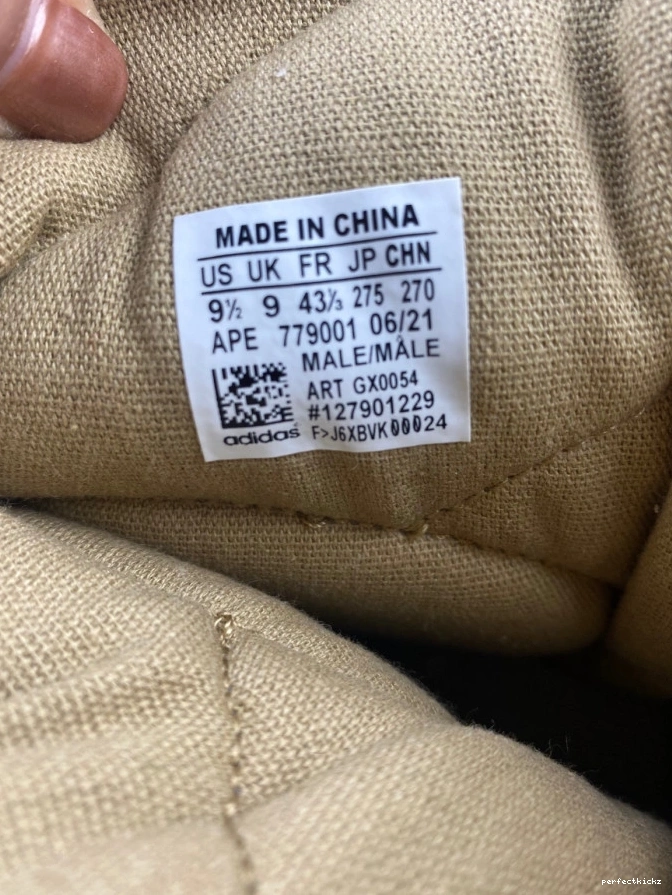 MADE IN CHINA
US UK FR JP CHN
9½ 9 43⅓ 275 270
APE 779001 06/21
MALE/MÂLE
ART GX0054
#127901229
adidas F>J6XBVK00024
perfectkickz